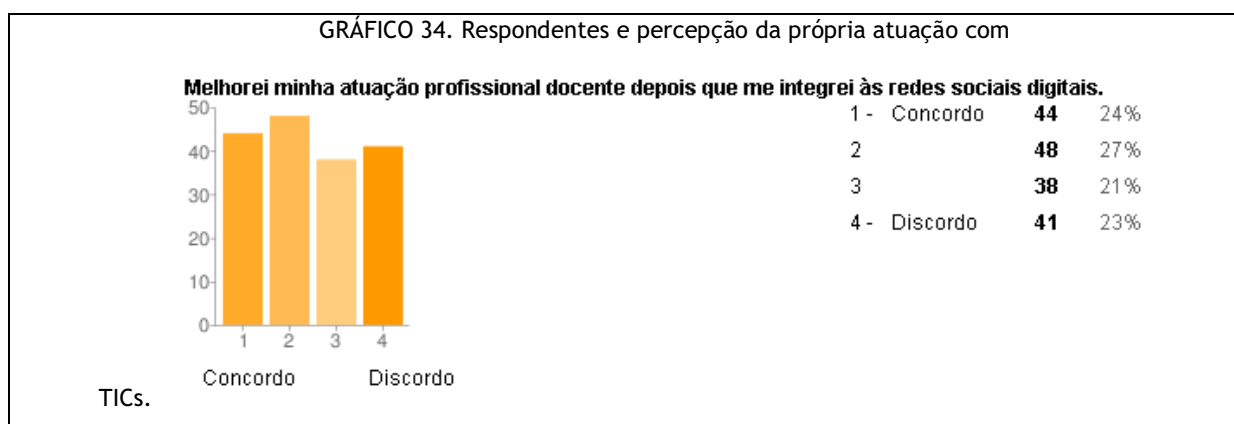 GRÁFICO 34. Respondentes e percepção da própria atuação com
Melhorei minha atuação profissional docente depois que me integrei às redes sociais digitais.
50
40
30
20
10
0
1 2 3 4
Concordo Discordo
1 - Concordo 44 24%
2 48 27%
3 38 21%
4 - Discordo 41 23%
TICs.